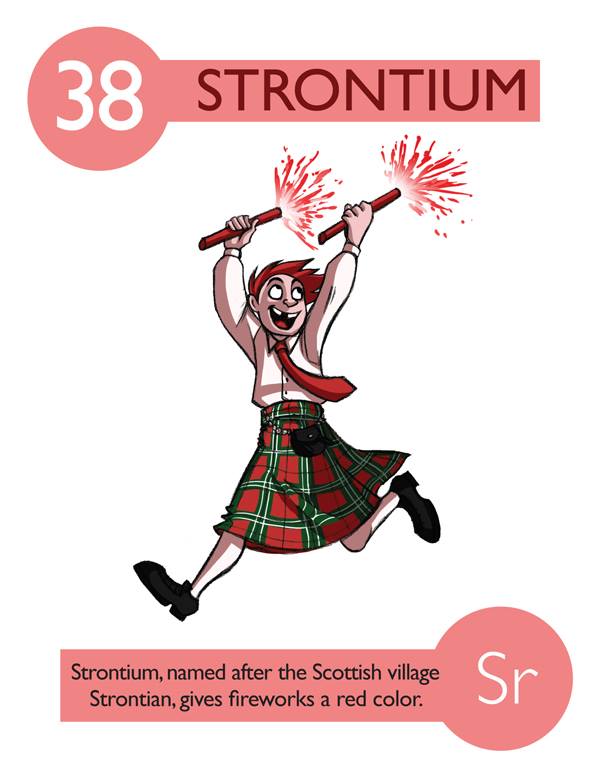 38
STRONTIUM
Strontium, named after the Scottish village
Strontian, gives fireworks a red color.
Sr